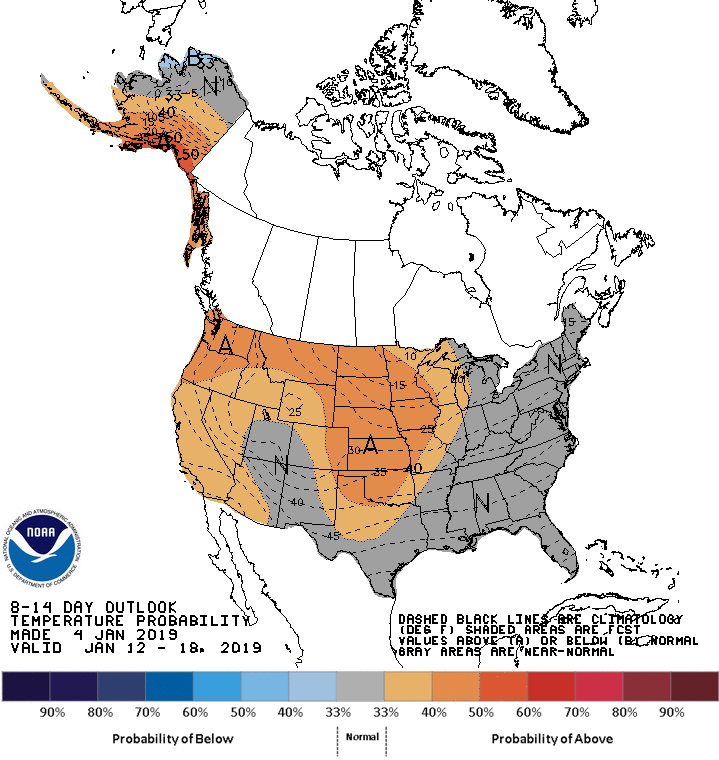 B
33
N
10
0
33
-5
40
50
50
A
10
15
20
15
N
25
25
A
30
35
40
N
40
45
N
NOAA
NATIONAL OCEANIC AND ATMOSPHERIC ADMINISTRATION
U.S. DEPARTMENT OF COMMERCE
8-14 DAY OUTLOOK
TEMPERATURE PROBABILITY
MADE 4 JAN 2019
VALID JAN 12 - 18, 2019
DASHED BLACK LINES ARE CLIMATOLOGY
(DEG F) SHADED AREAS ARE FCST
VALUES ABOVE (A) OR BELOW (B) NORMAL
GRAY AREAS ARE NEAR-NORMAL
90% 80% 70% 60% 50% 40% 33% 33% 40% 50% 60% 70% 80% 90%
Probability of Below Normal Probability of Above